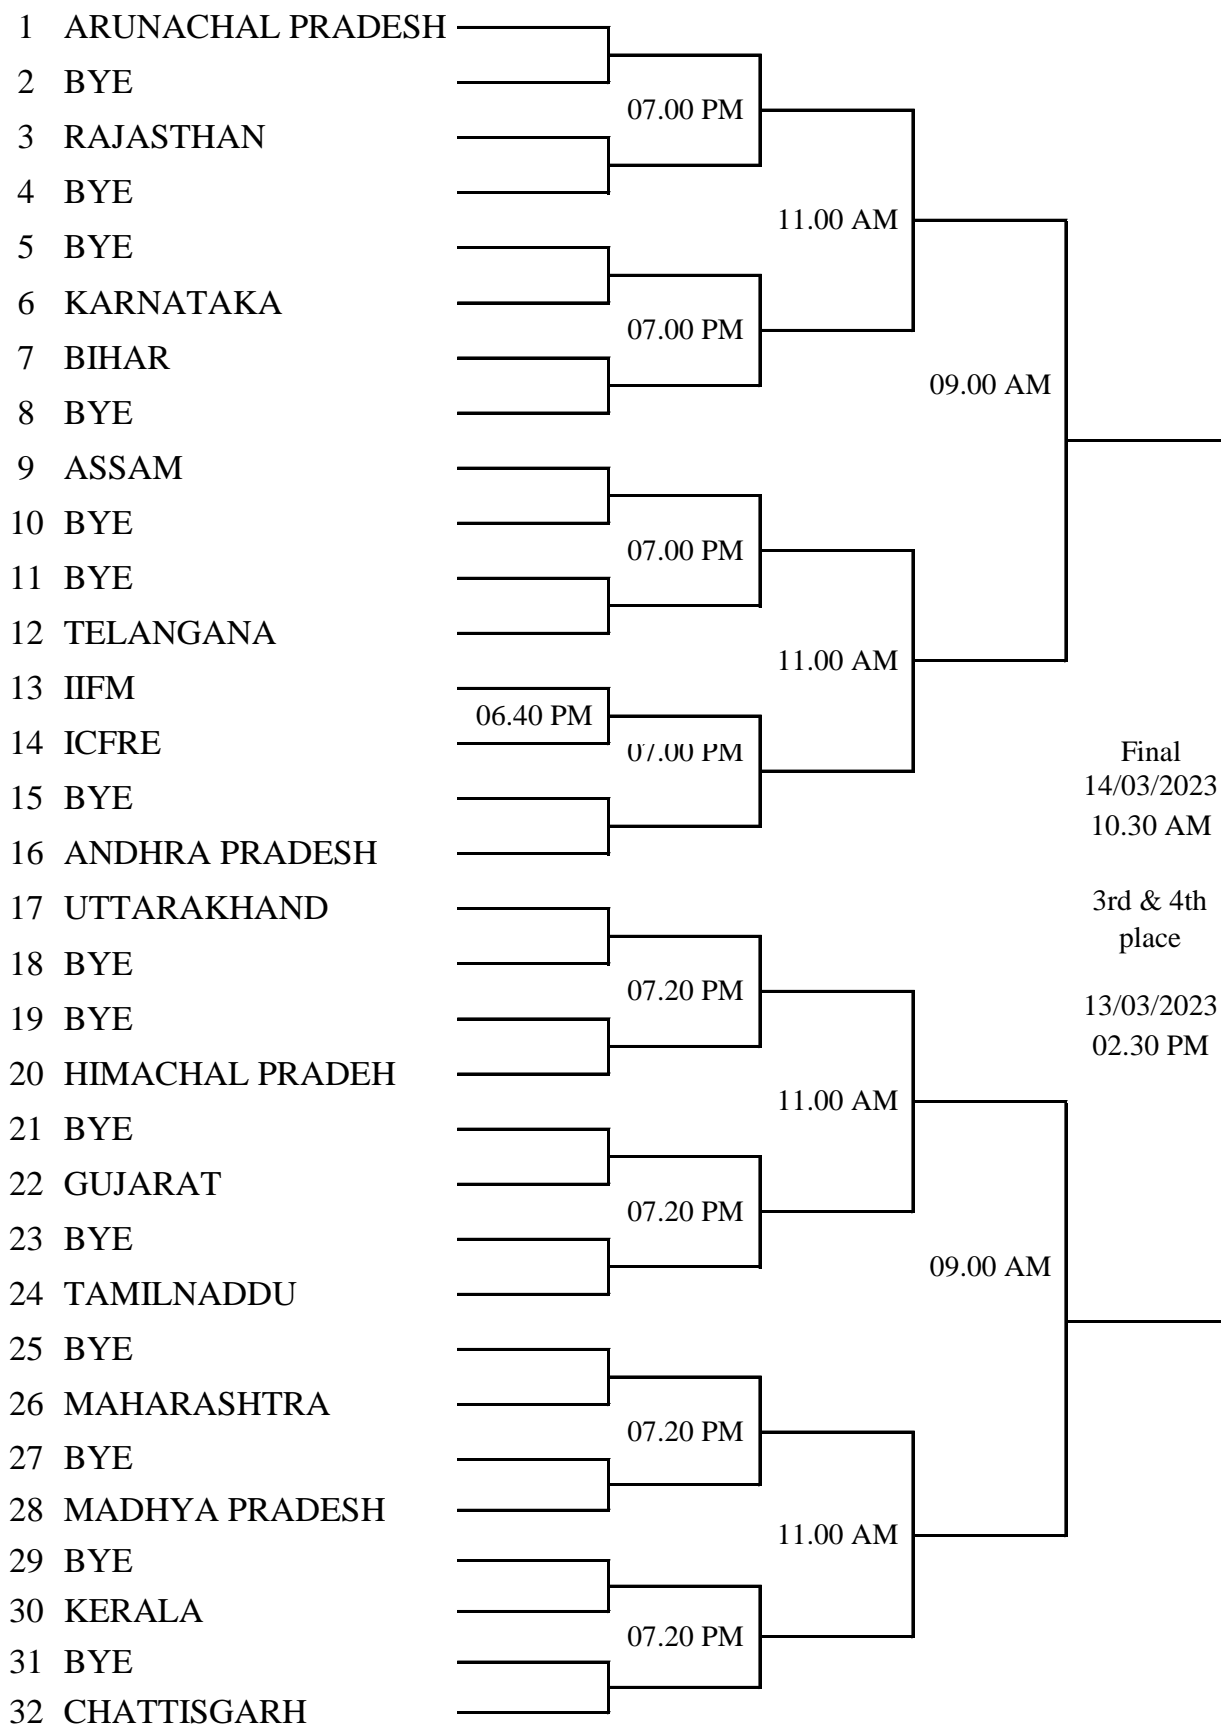 1 ARUNACHAL PRADESH
2 BYE
07.00 PM
3 RAJASTHAN
4 BYE
11.00 AM
5 BYE
6 KARNATAKA
07.00 PM
7 BIHAR
09.00 AM
8 BYE
9 ASSAM
10 BYE
07.00 PM
11 BYE
12 TELANGANA
11.00 AM
13 IIFM
06.40 PM
14 ICFRE
07.00 PM
Final
14/03/2023
15 BYE
10.30 AM
16 ANDHRA PRADESH
17 UTTARAKHAND
3rd & 4th
place
18 BYE
07.20 PM
13/03/2023
19 BYE
02.30 PM
20 HIMACHAL PRADEH
11.00 AM
21 BYE
22 GUJARAT
07.20 PM
23 BYE
09.00 AM
24 TAMILNADDU
25 BYE
26 MAHARASHTRA
07.20 PM
27 BYE
28 MADHYA PRADESH
11.00 AM
29 BYE
30 KERALA
07.20 PM
31 BYE
32 CHATTISGARH